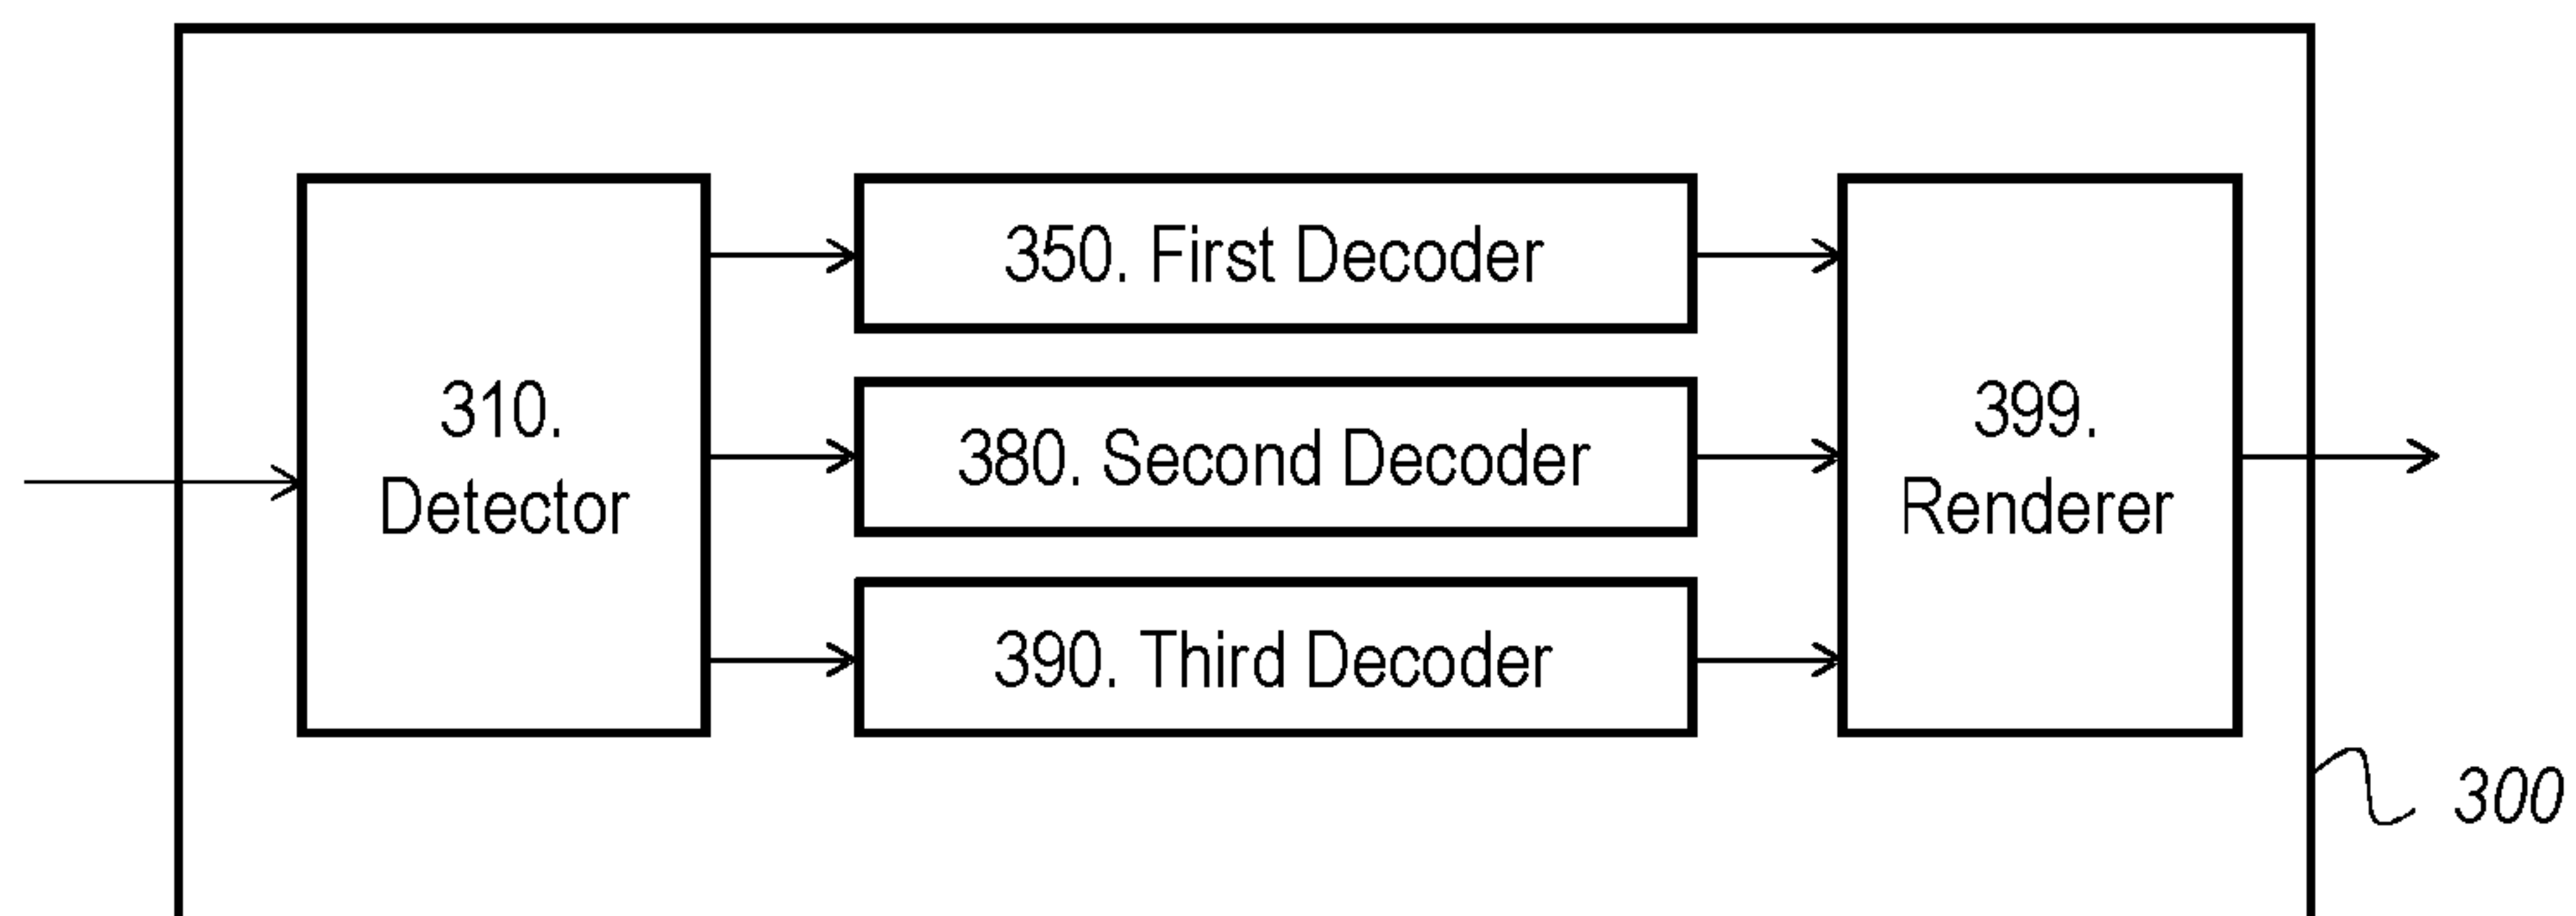 350. First Decoder
310.
Detector
380. Second Decoder
399.
Renderer
390. Third Decoder
300